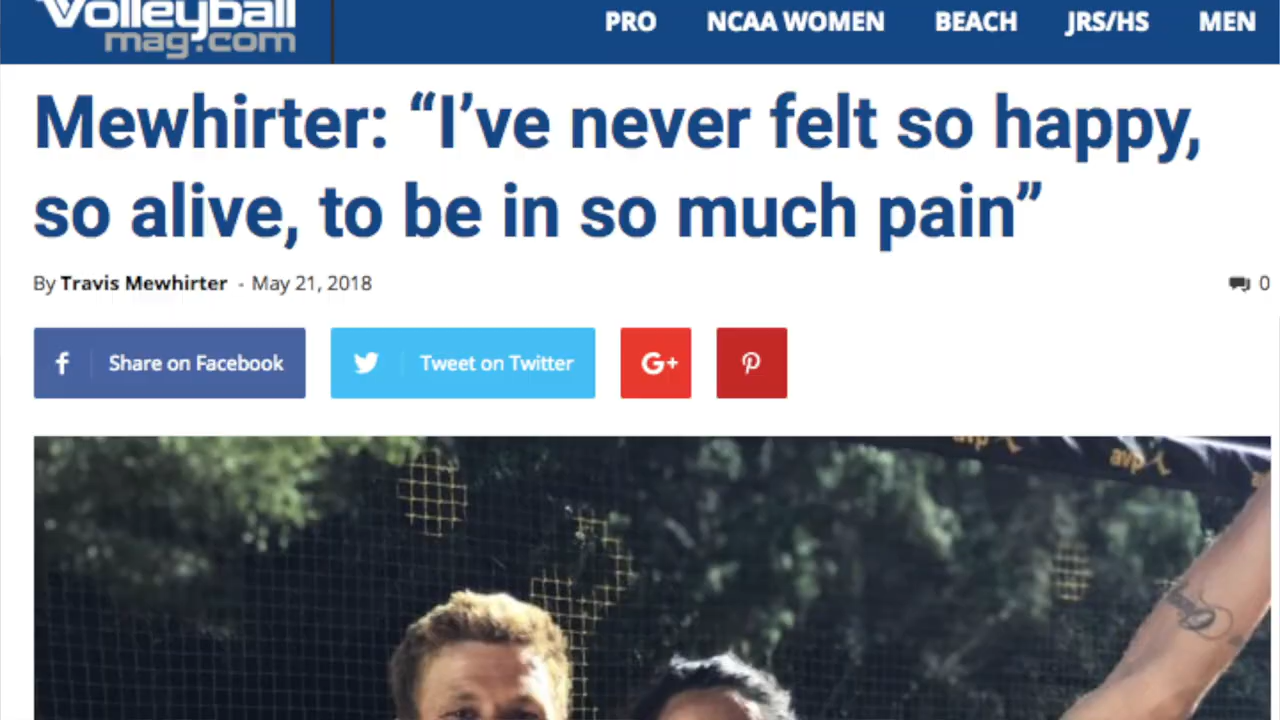 Volleyball
mag.com
PRO NCAA WOMEN BEACH JRS/HS MEN
Mewhirter: “I’ve never felt so happy,
so alive, to be in so much pain”
By Travis Mewhirter - May 21, 2018 0
f Share on Facebook Tweet on Twitter G+
avp avp